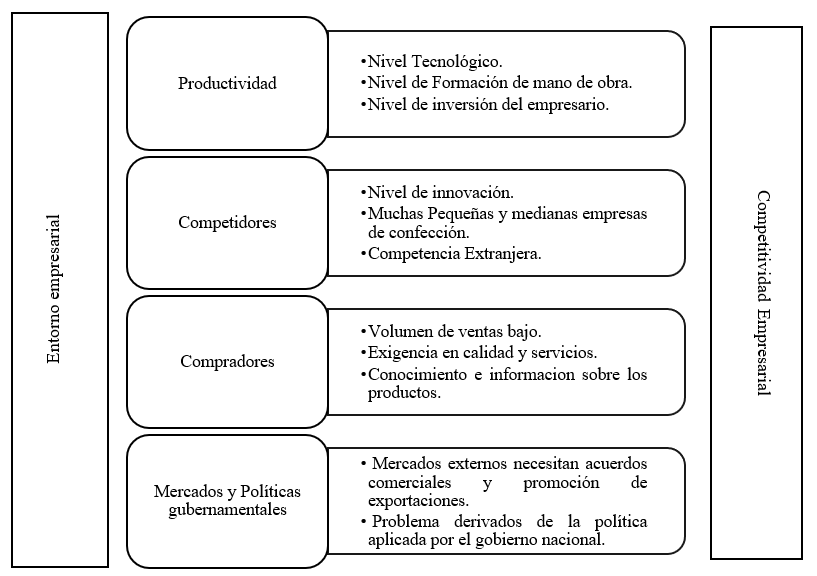 Entorno empresarial
Productividad
•Nivel Tecnológico.
•Nivel de Formación de mano de obra.
•Nivel de inversión del empresario.
Competidores
•Nivel de innovación.
•Muchas Pequeñas y medianas empresas
de confección.
•Competencia Extranjera.
Compradores
•Volumen de ventas bajo.
•Exigencia en calidad y servicios.
•Conocimiento e informacion sobre los
productos.
Mercados y Políticas
gubernamentales
• Mercados externos necesitan acuerdos
comerciales y promoción de
exportaciones.
• Problema derivados de la política
aplicada por el gobierno nacional.
Competitividad Empresarial